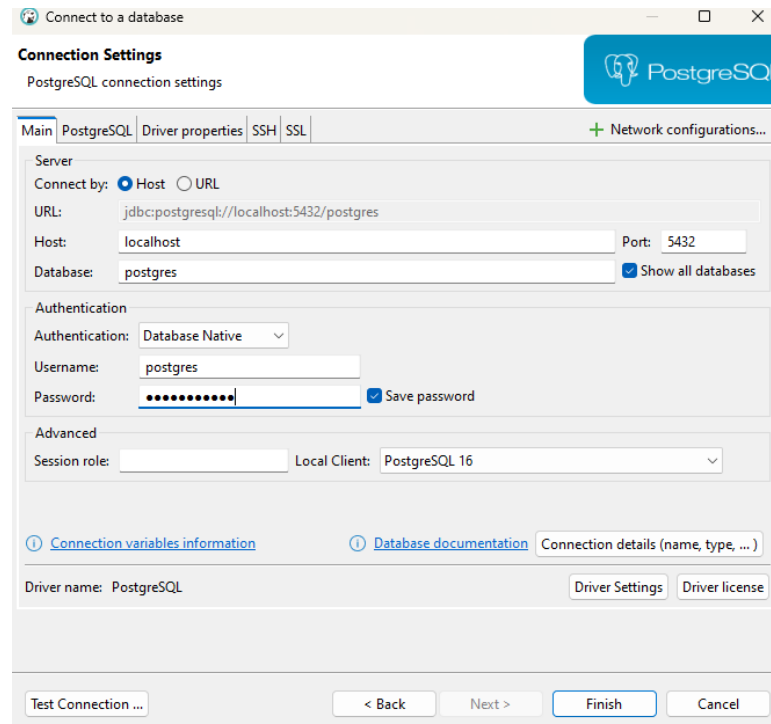 Connect to a database
Connection Settings
PostgreSQL connection settings
PostgreSQL
Main PostgreSQL Driver properties SSH SSL + Network configurations...
Server
Connect by: Host URL
URL: jdbc:postgresql://localhost:5432/postgres
Host: localhost Port: 5432
Database: postgres Show all databases
Authentication
Authentication: Database Native
Username: postgres
Password: ••••••••••• Save password
Advanced
Session role: Local Client: PostgreSQL 16
Connection variables information Database documentation Connection details (name, type, ... )
Driver name: PostgreSQL Driver Settings Driver license
Test Connection ... < Back Next > Finish Cancel